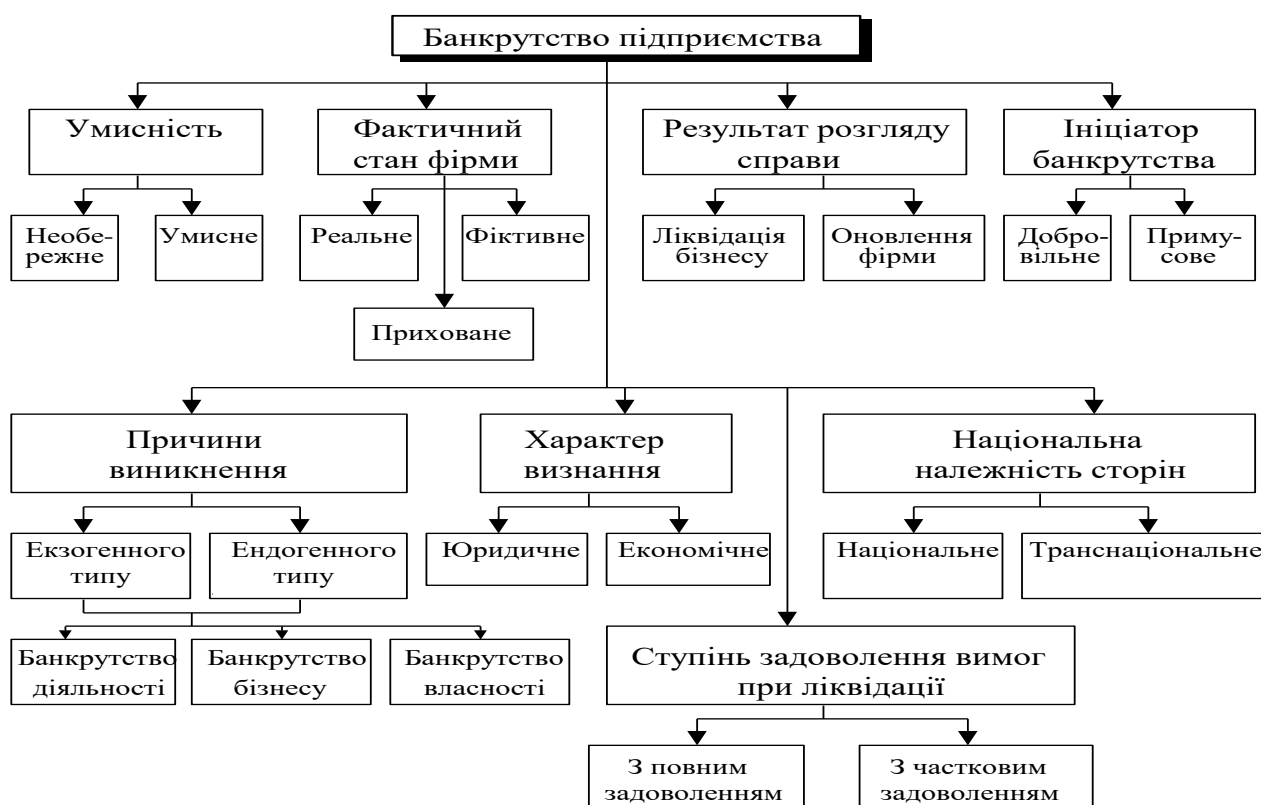 Банкрутство підприємства
Умисність
Фактичний
стан фірми
Результат розгляду
справи
Ініціатор
банкрутства
Необе-
режне
Умисне
Реальне
Фіктивне
Ліквідація
бізнесу
Оновлення
фірми
Добро-
вільне
Приму-
сове
Приховане
Причини
виникнення
Характер
визнання
Національна
належність сторін
Екзогенного
типу
Ендогенного
типу
Юридичне
Економічне
Національне
Транснаціональне
Банкрутство
діяльності
Банкрутство
бізнесу
Банкрутство
власності
Ступінь задоволення вимог
при ліквідації
З повним
задоволенням
З частковим
задоволенням